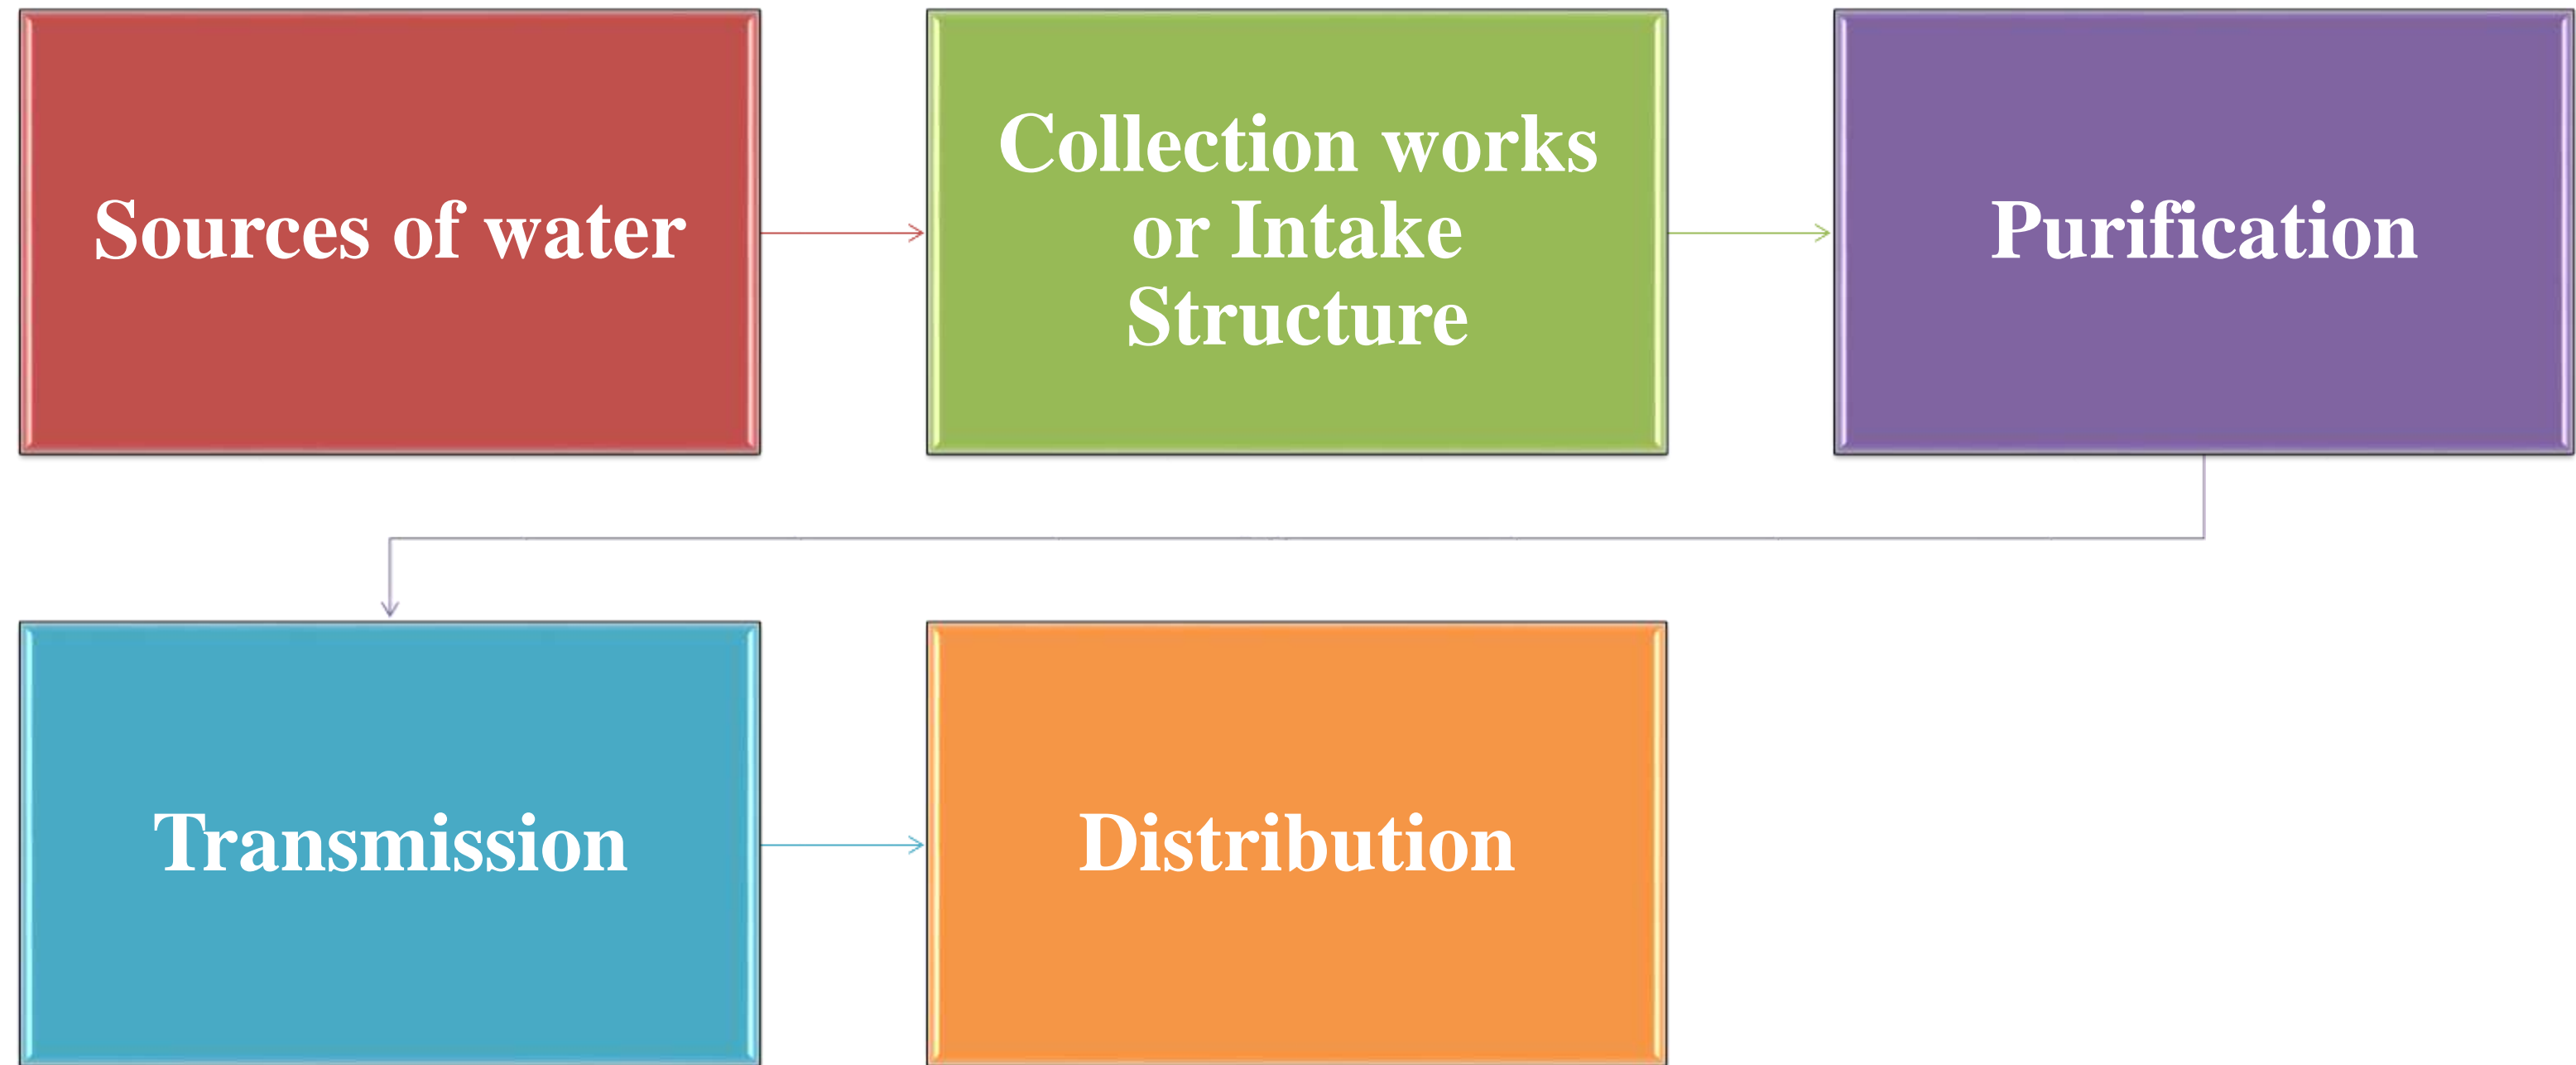 Sources of water
Collection works
or Intake
Structure
Purification
Transmission
Distribution